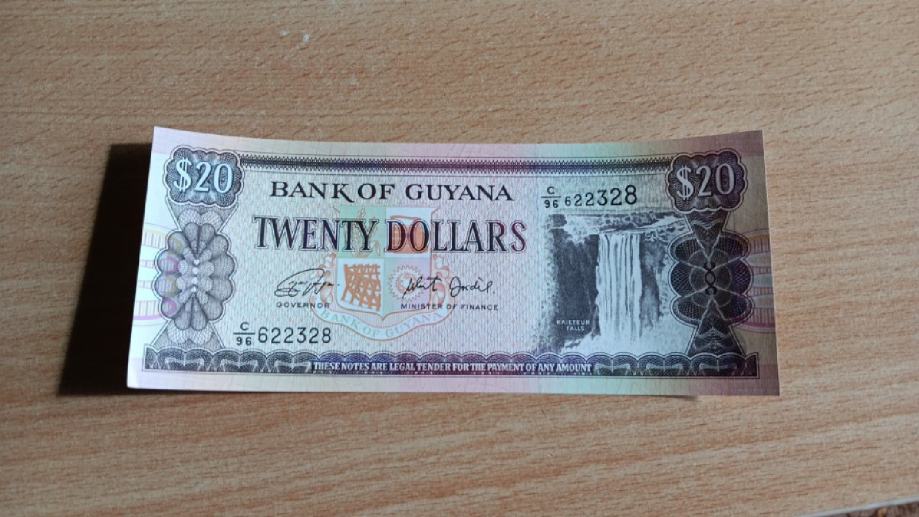 $20
BANK OF GUYANA
C/96 622328
$20
TWENTY DOLLARS
GOVERNOR
MINISTER OF FINANCE
BANK OF GUYANA
KAIETEUR
FALLS
C/96 622328
THESE NOTES ARE LEGAL TENDER FOR THE PAYMENT OF ANY AMOUNT